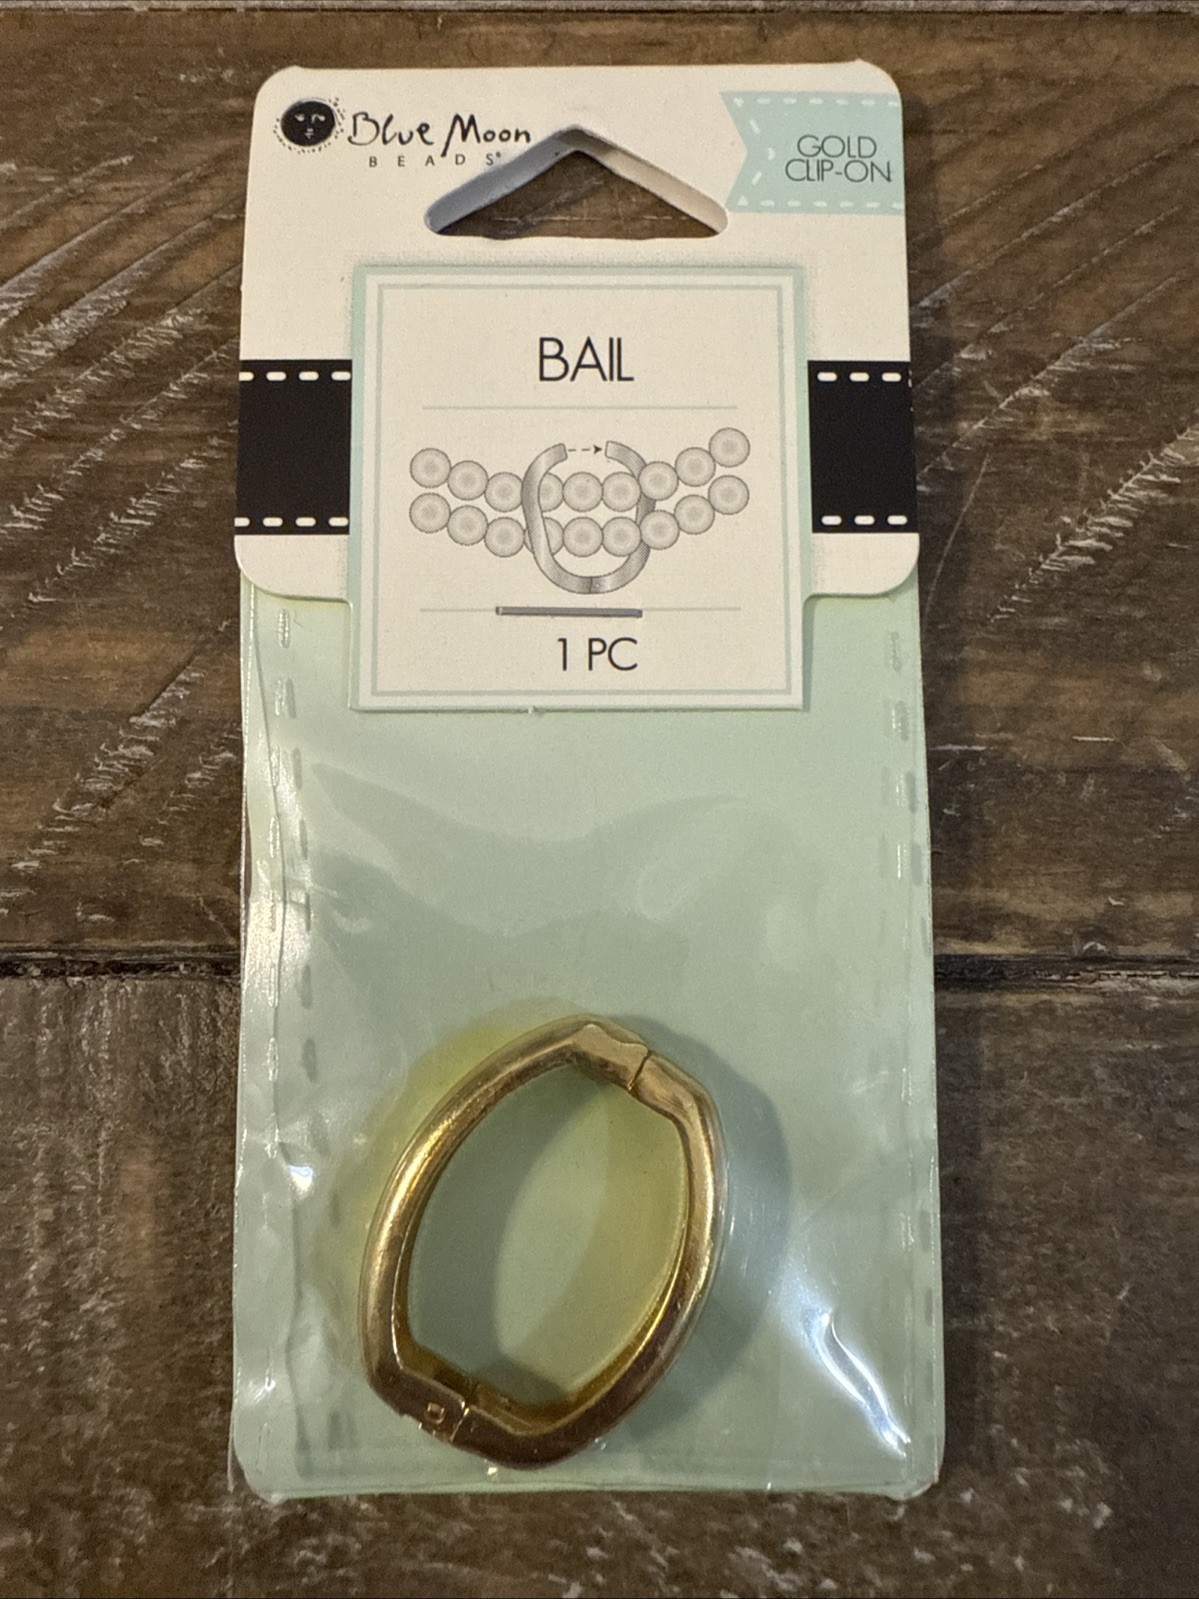 Blue Moon
BEADS®
GOLD
CLIP-ON
BAIL
1 PC